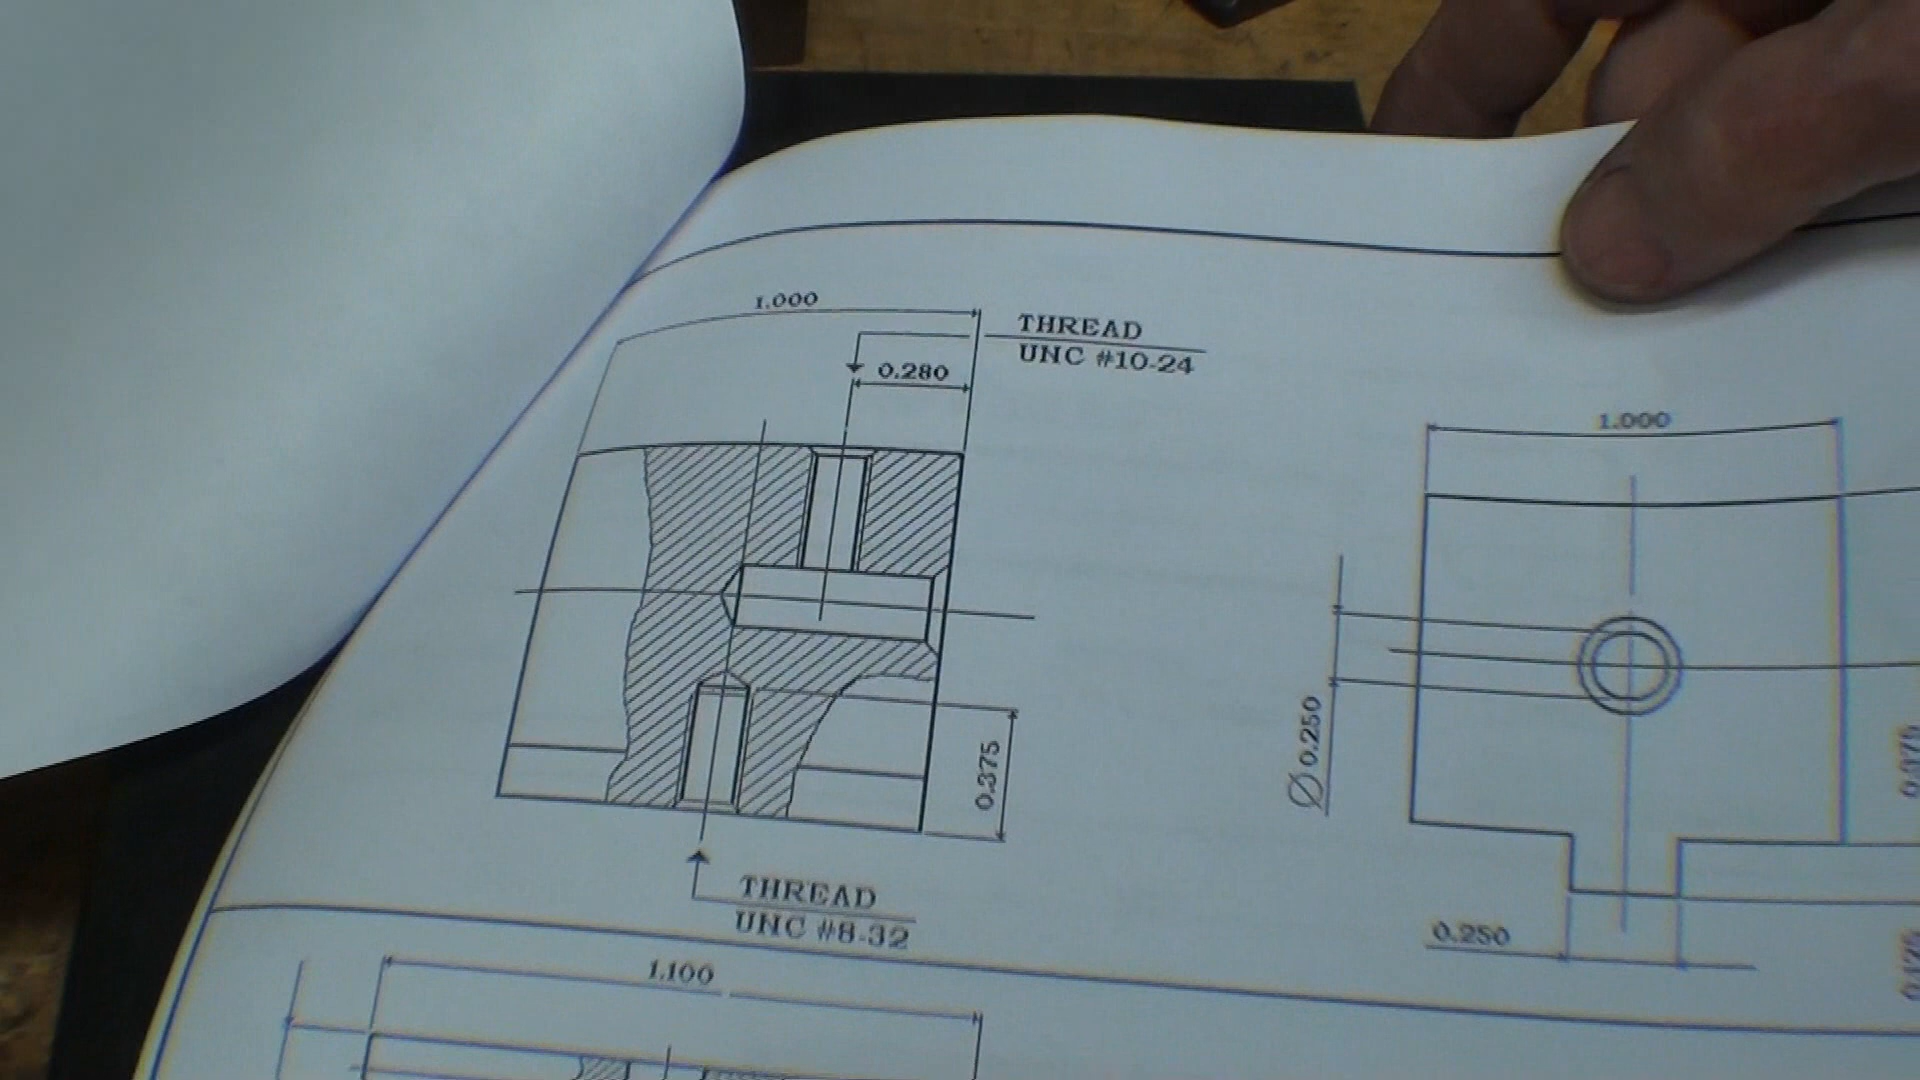 1.000
THREAD
UNC #10-24
0.280
0.375
THREAD
UNC #8-32
1.000
Ø 0.250
0.250
1.100